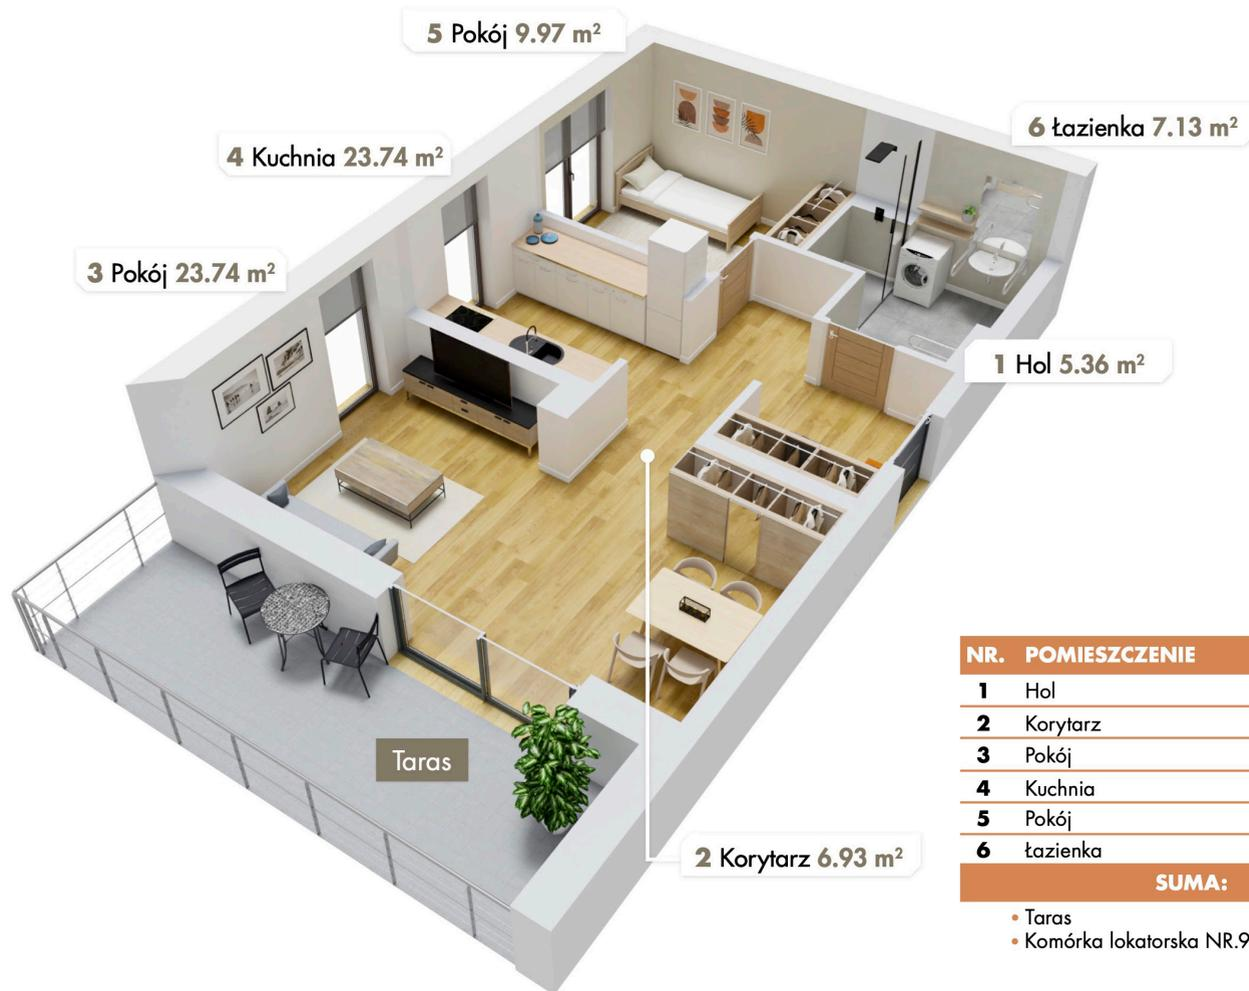 5 Pokój 9.97 m²
6 Łazienka 7.13 m²
4 Kuchnia 23.74 m²
3 Pokój 23.74 m²
1 Hol 5.36 m²
Taras
2 Korytarz 6.93 m²
NR. POMIESZCZENIE
1 Hol
2 Korytarz
3 Pokój
4 Kuchnia
5 Pokój
6 Łazienka
SUMA:
• Taras
• Komórka lokatorska NR.9